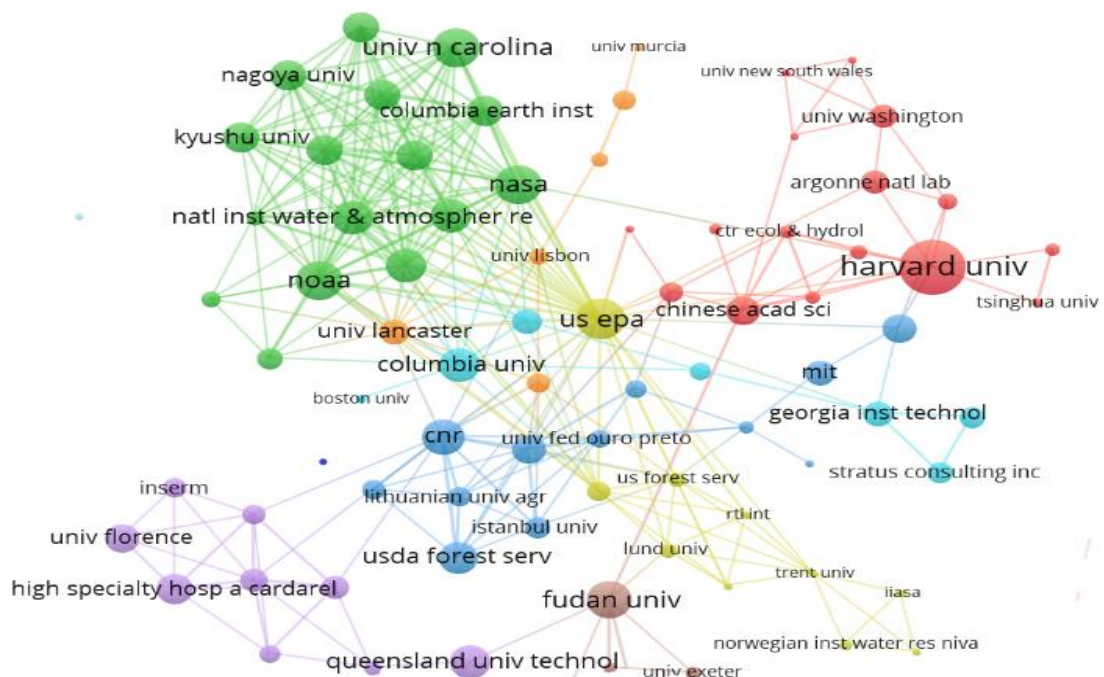 univ n carolina
univ murcia
nagoya univ
columbia earth inst
univ new south wales
univ washington
kyushu univ
nasa
argonne natl lab
natl inst water & atmospher re
ctr ecol & hydrol
univ lisbon
harvard univ
noaa
us epa
chinese acad sci
tsinghua univ
univ lancaster
columbia univ
mit
boston univ
georgia inst technol
cnr
univ fed ouro preto
us forest serv
stratus consulting inc
inserm
lithuanian univ agr
rti int
univ florence
istanbul univ
usda forest serv
lund univ
trent univ
high specialty hosp a cardarel
fudan univ
iiasa
norwegian inst water res niva
queensland univ technol
univ exeter